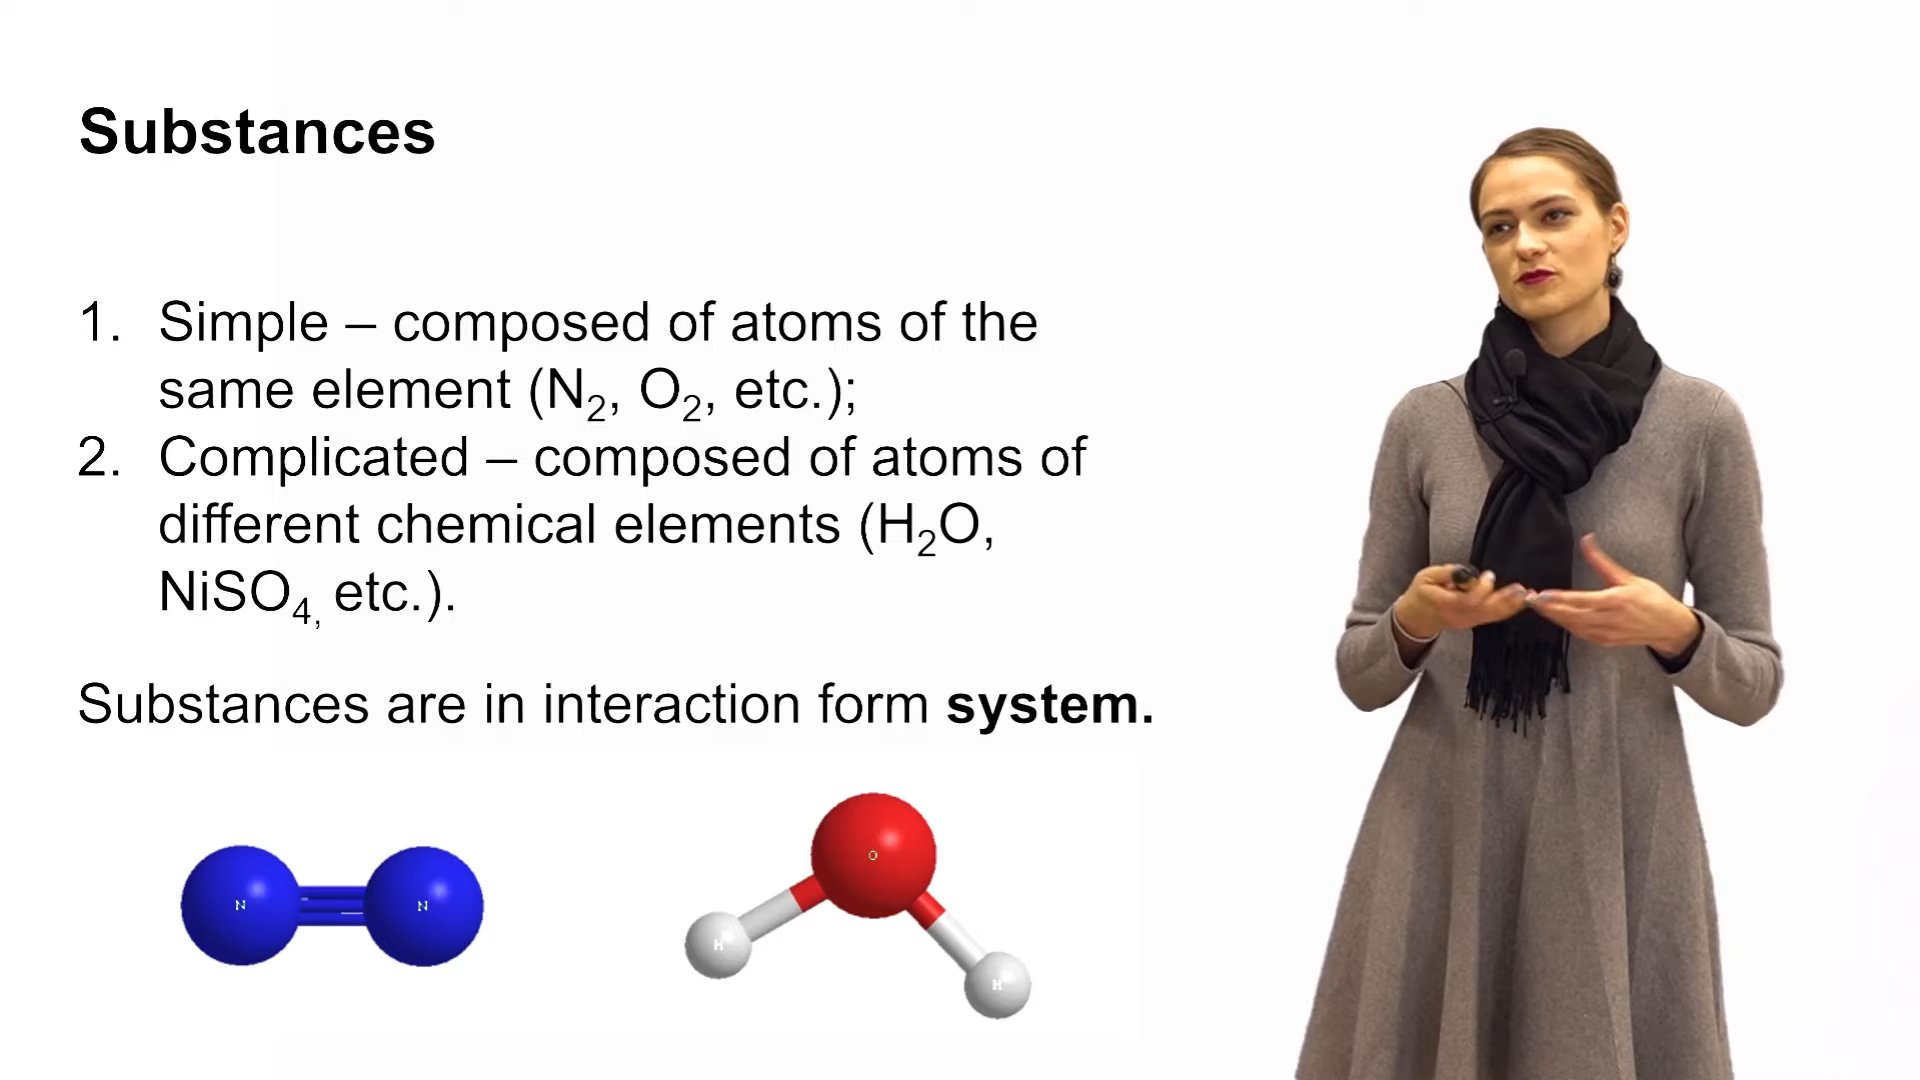 Substances
1. Simple – composed of atoms of the
same element (N₂, O₂, etc.);
2. Complicated – composed of atoms of
different chemical elements (H₂O,
NiSO₄, etc.).
Substances are in interaction form system.
N N
O
H
H